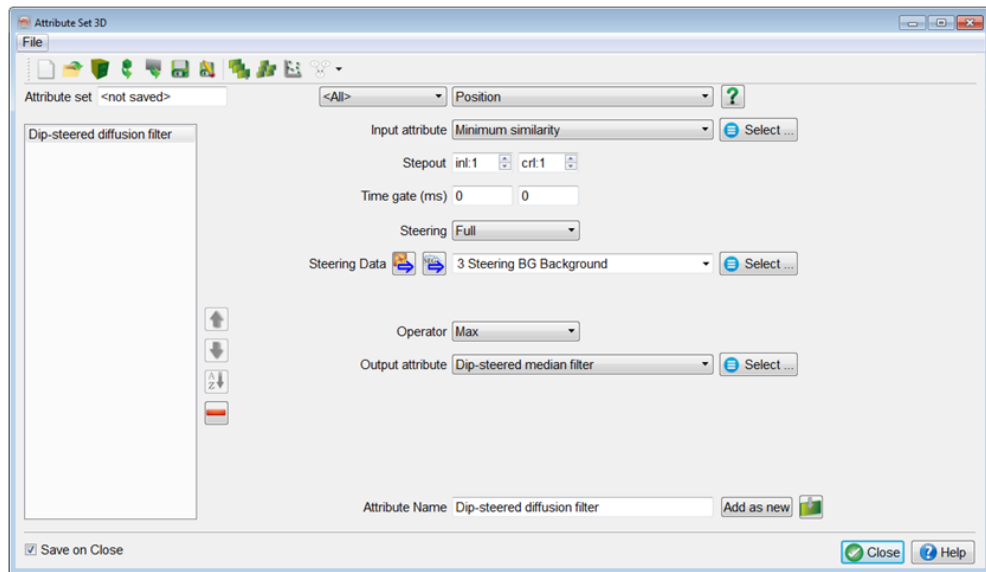 Attribute Set 3D
File
Attribute set <not saved> <All> Position ?
Dip-steered diffusion filter
Input attribute Minimum similarity Select ...
Stepout inl:1 crl:1
Time gate (ms) 0 0
Steering Full
Steering Data 3 Steering BG Background Select ...
Operator Max
Output attribute Dip-steered median filter Select ...
A
Z
Attribute Name Dip-steered diffusion filter Add as new
Save on Close Close ? Help